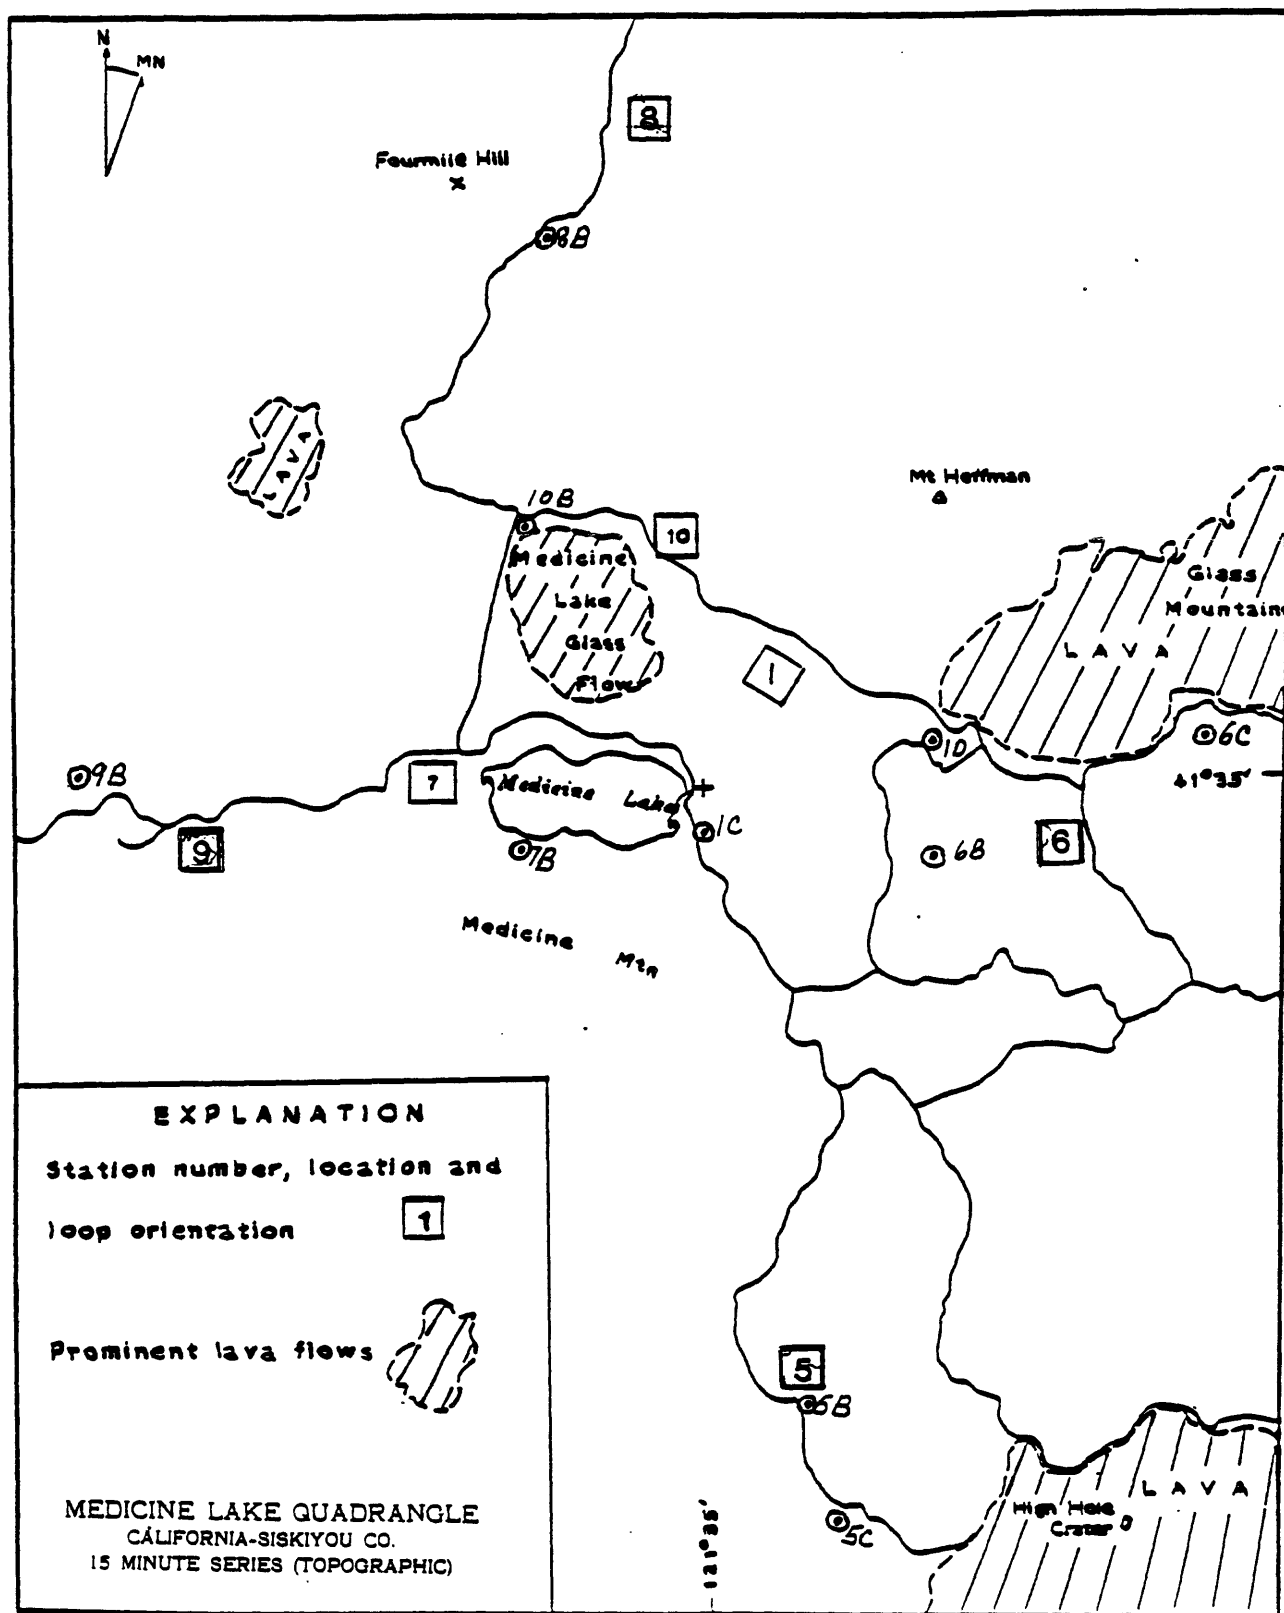 N
MN
8
Fourmile Hill
x
8B
LAVA
Mt Hoffman
10B
10
Medicine
Lake
Glass
Flow
Glass
Mountain
LAVA
1
1D
6C
41°35'
9B
7
Medicine Lake
1C
9
7B
6B
6
Medicine Mtn
EXPLANATION
Station number, location and
loop orientation 1
Prominent lava flows
5
5B
5C
LAVA
High Hole
Crater
121°35'
MEDICINE LAKE QUADRANGLE
CALIFORNIA-SISKIYOU CO.
15 MINUTE SERIES (TOPOGRAPHIC)